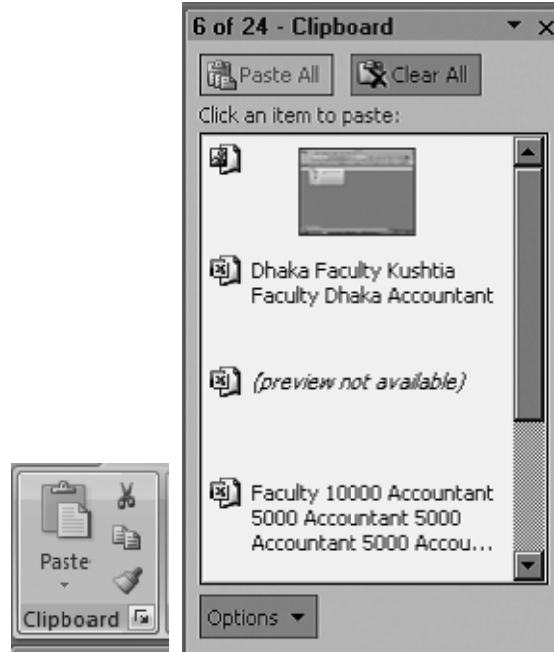 Paste
Clipboard
6 of 24 - Clipboard
Paste All Clear All
Click an item to paste:
Dhaka Faculty Kushtia
Faculty Dhaka Accountant
(preview not available)
Faculty 10000 Accountant
5000 Accountant 5000
Accountant 5000 Accou...
Options